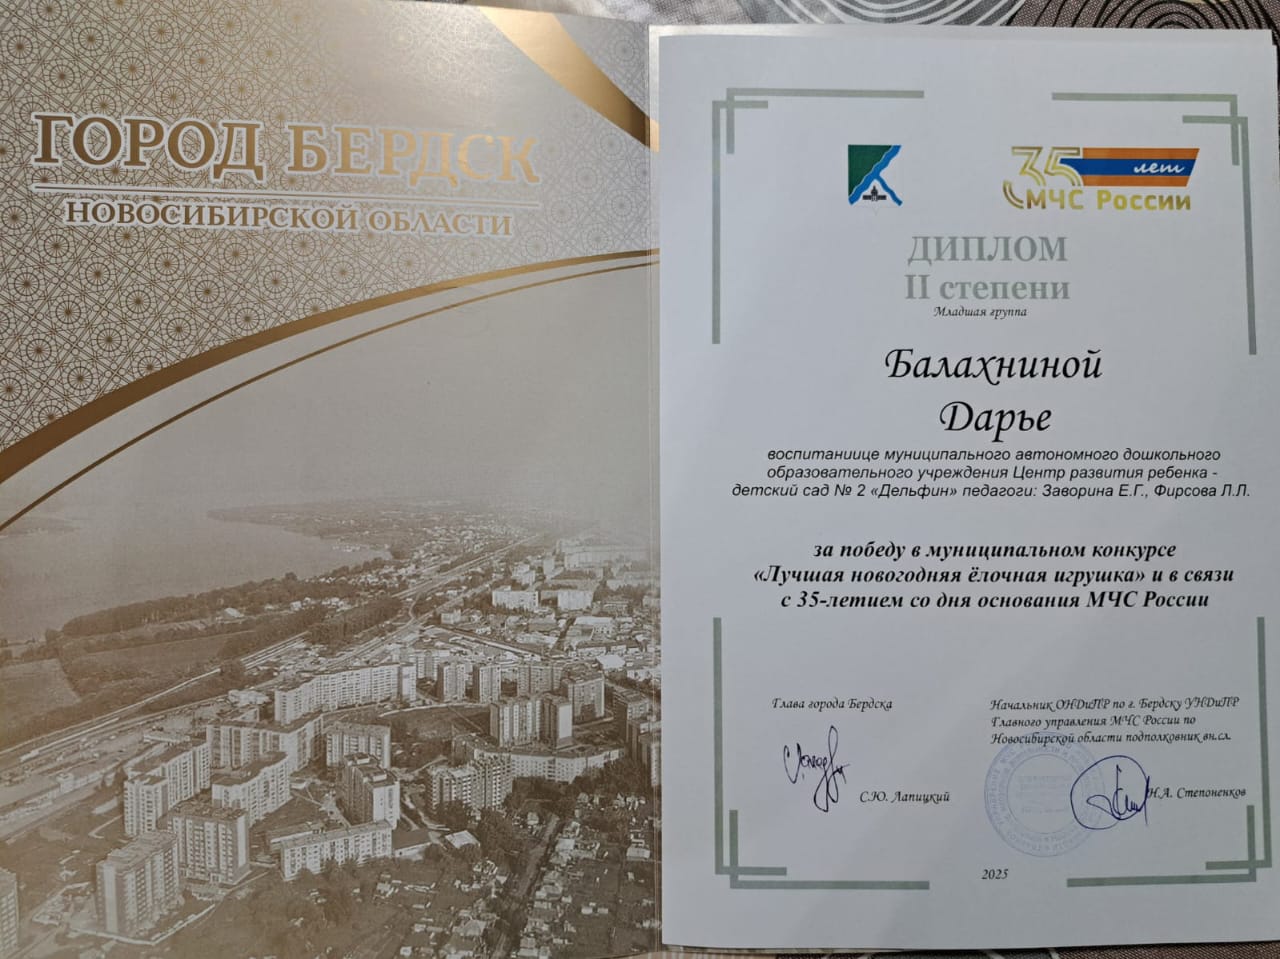 ГОРОД БЕРДСК
НОВОСИБИРСКОЙ ОБЛАСТИ
35 лет
МЧС России
ДИПЛОМ
II степени
Младшая группа
Балахниной
Дарье
воспитаннице муниципального автономного дошкольного
образовательного учреждения Центр развития ребенка -
детский сад № 2 «Дельфин» педагоги: Заворина Е.Г., Фирсова Л.Л.
за победу в муниципальном конкурсе
«Лучшая новогодняя ёлочная игрушка» и в связи
с 35-летием со дня основания МЧС России
Глава города Бердска
С.Ю. Лапицкий
Начальник ОНДиПР по г. Бердску УНДиПР
Главного управления МЧС России по
Новосибирской области подполковник вн.сл.
Н.А. Степоненков
2025